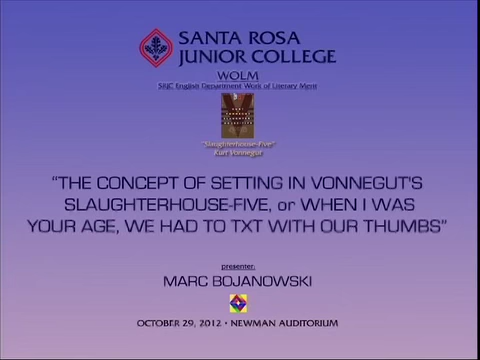 SANTA ROSA
JUNIOR COLLEGE
WOLM
SRJC English Department Work of Literary Merit
"Slaughterhouse-Five"
Kurt Vonnegut
“THE CONCEPT OF SETTING IN VONNEGUT'S
SLAUGHTERHOUSE-FIVE, or WHEN I WAS
YOUR AGE, WE HAD TO TXT WITH OUR THUMBS”
presenter:
MARC BOJANOWSKI
OCTOBER 29, 2012 • NEWMAN AUDITORIUM